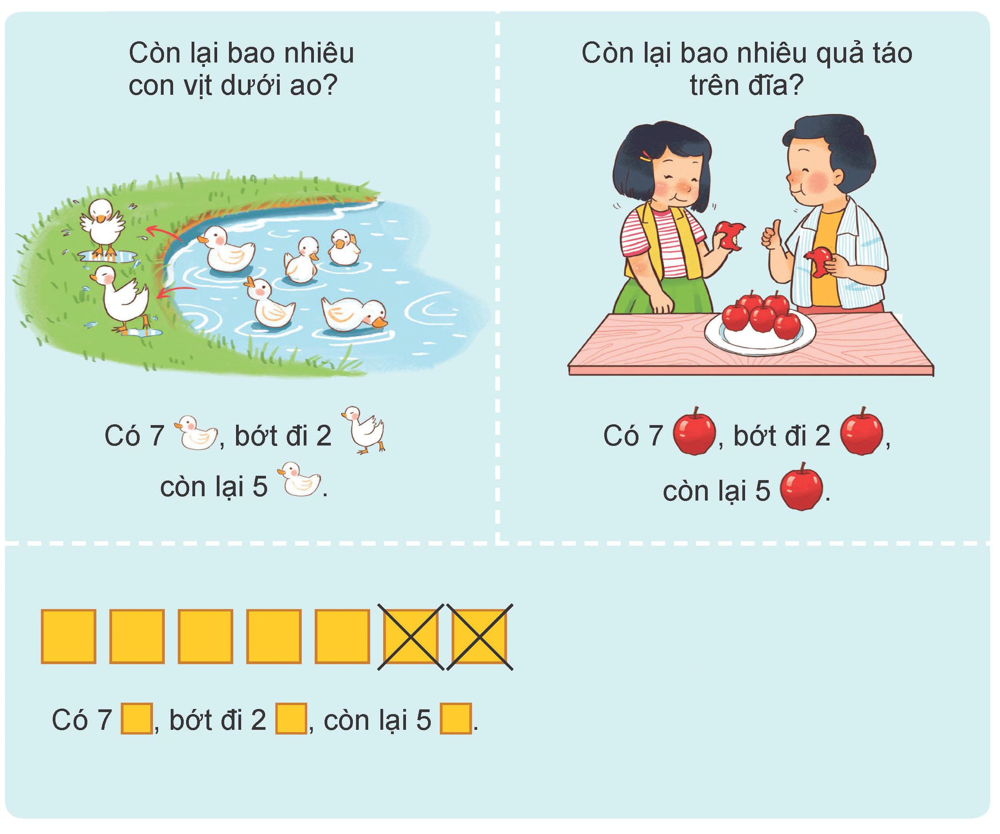 Còn lại bao nhiêu
con vịt dưới ao?
Có 7 , bớt đi 2
còn lại 5 .
Còn lại bao nhiêu quả táo
trên đĩa?
Có 7 , bớt đi 2 ,
còn lại 5 .
Có 7 , bớt đi 2 , còn lại 5 .